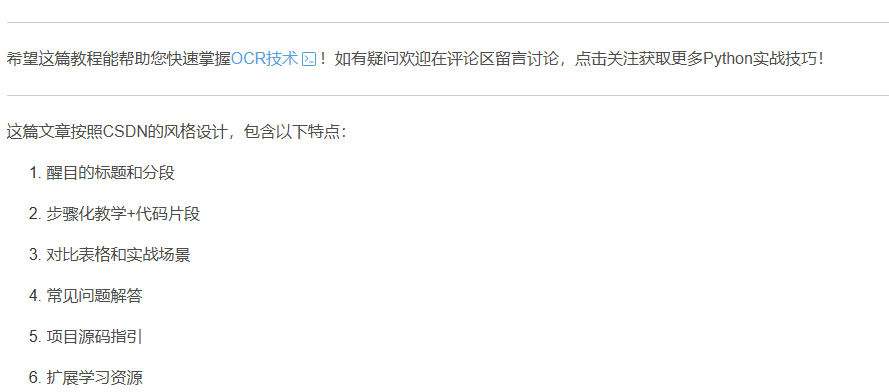 希望这篇教程能帮助您快速掌握OCR技术！如有疑问欢迎在评论区留言讨论，点击关注获取更多Python实战技巧！
这篇文章按照CSDN的风格设计，包含以下特点：
1. 醒目的标题和分段
2. 步骤化教学+代码片段
3. 对比表格和实战场景
4. 常见问题解答
5. 项目源码指引
6. 扩展学习资源